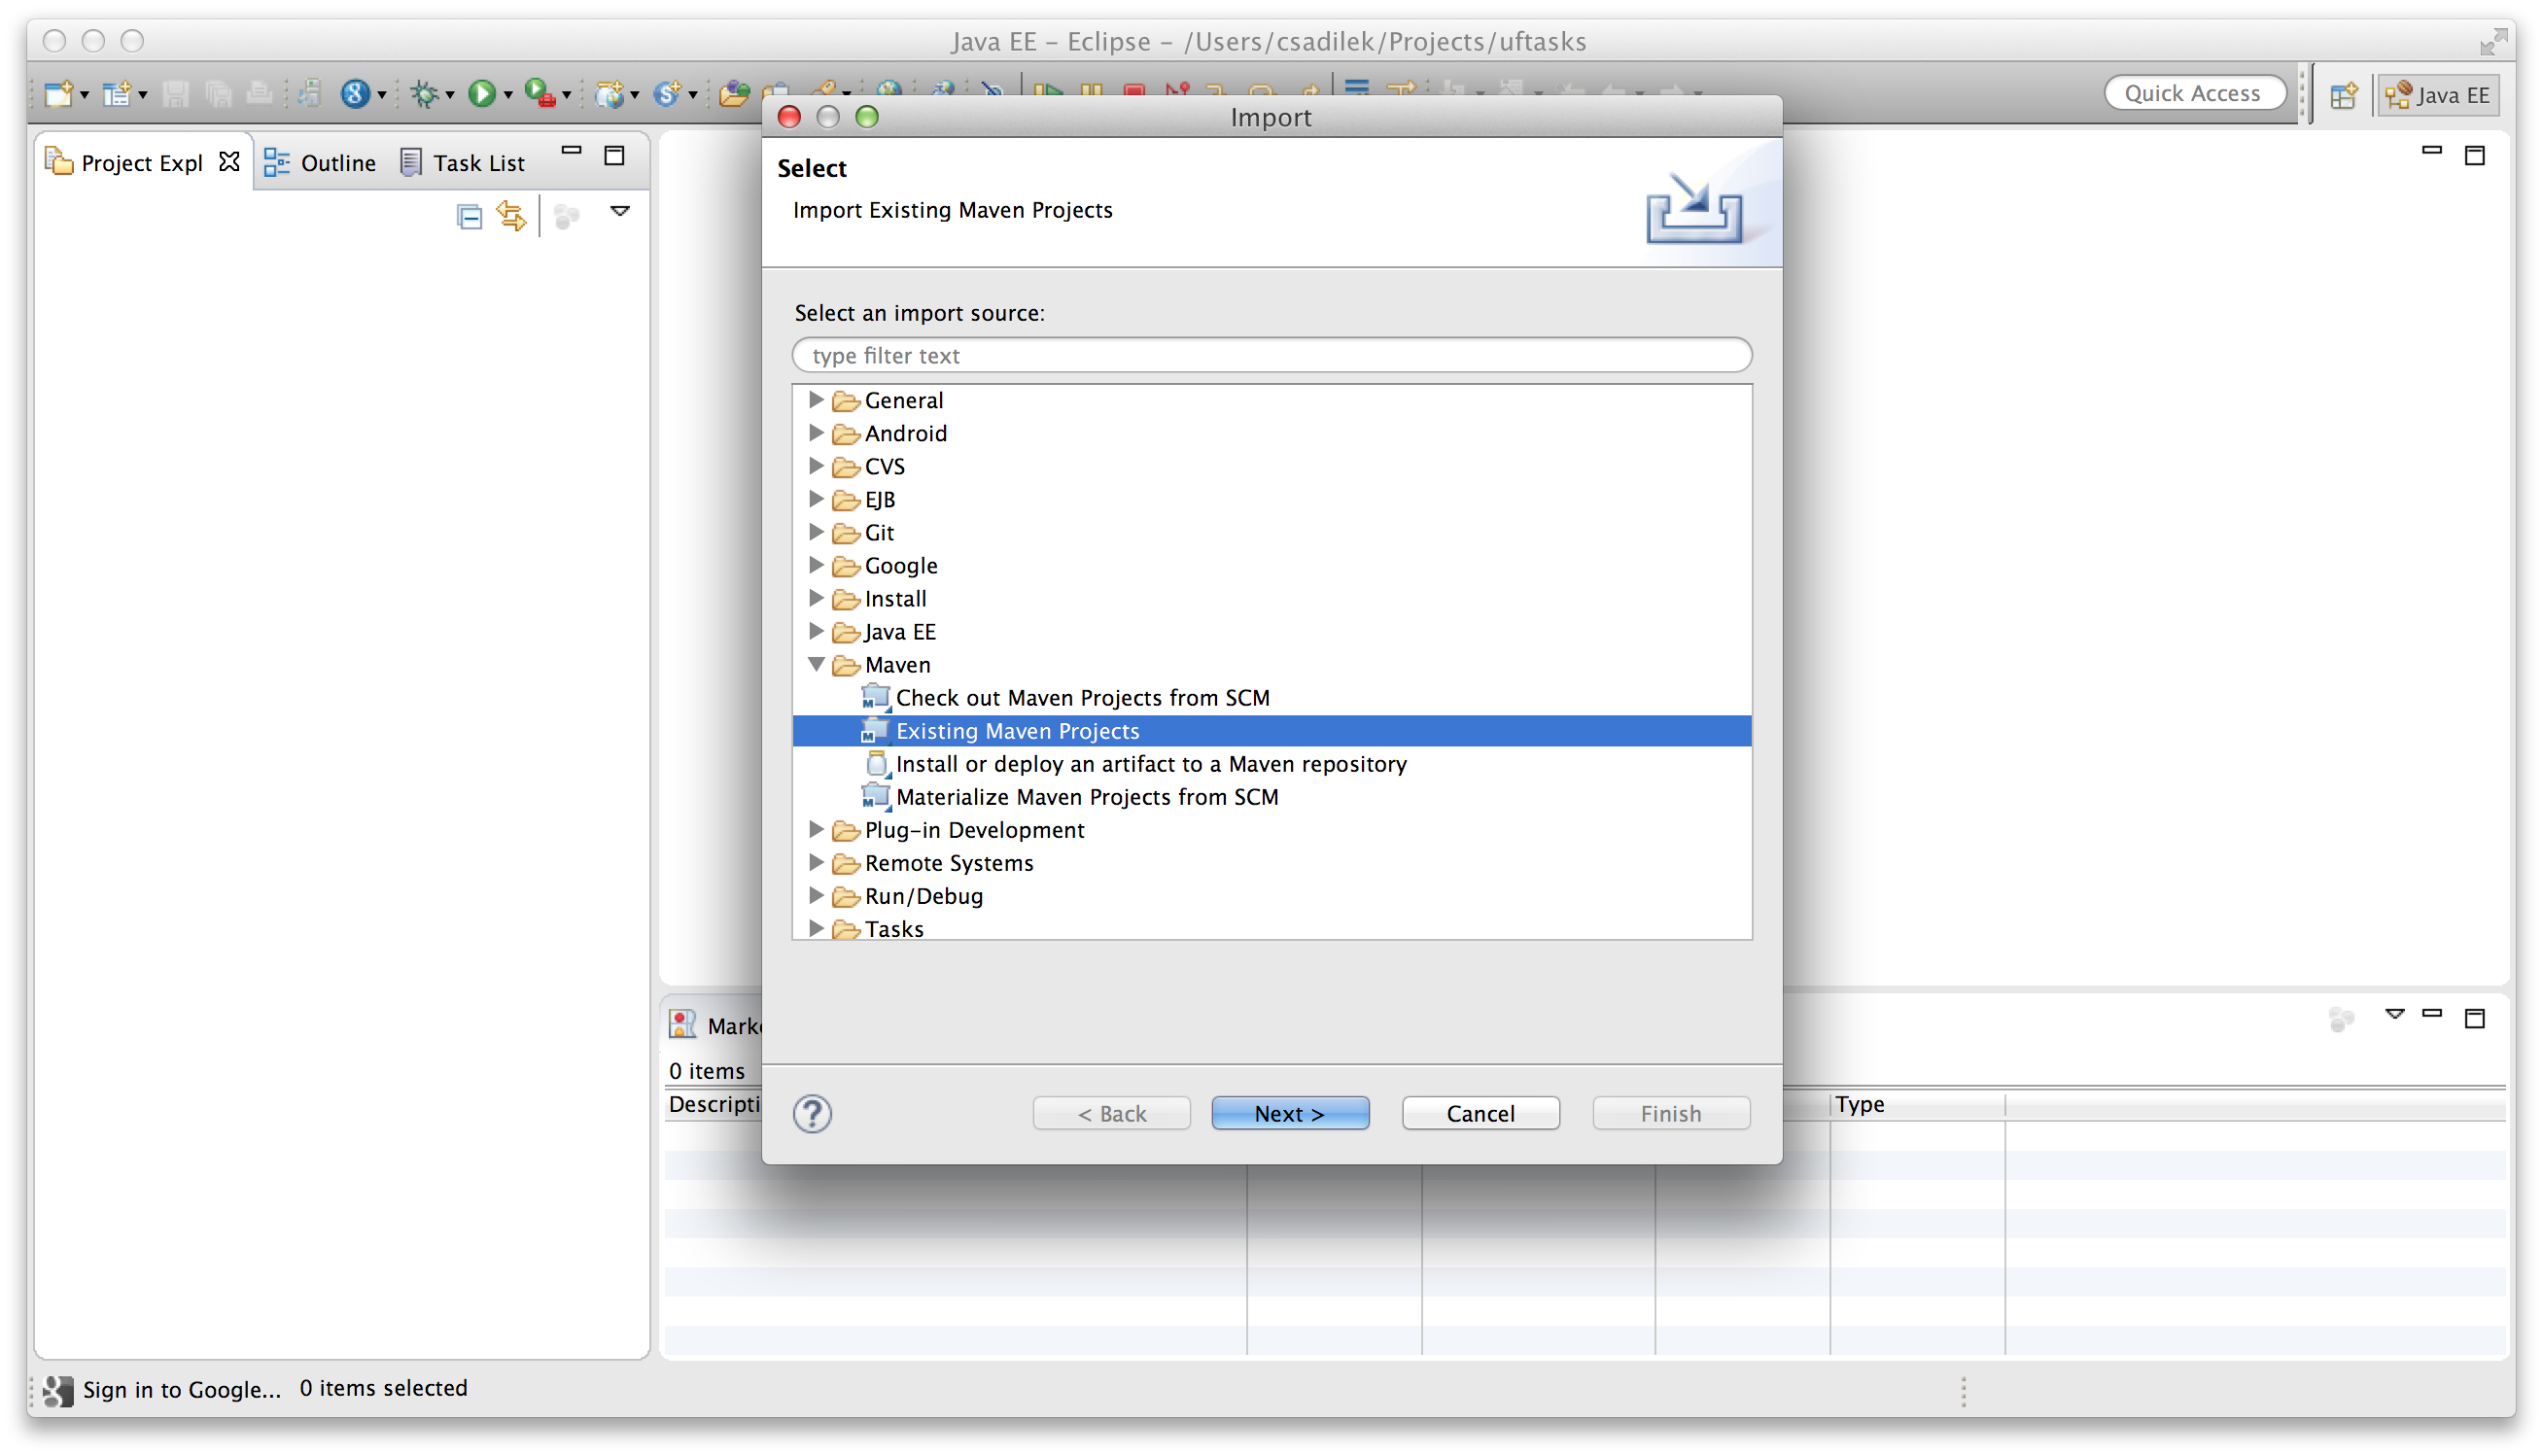 Java EE – Eclipse – /Users/csadilek/Projects/uftasks
Quick Access
Java EE
Project Expl
Outline
Task List
Import
Select
Import Existing Maven Projects
Select an import source:
type filter text
General
Android
CVS
EJB
Git
Google
Install
Java EE
Maven
Check out Maven Projects from SCM
Existing Maven Projects
Install or deploy an artifact to a Maven repository
Materialize Maven Projects from SCM
Plug-in Development
Remote Systems
Run/Debug
Tasks
< Back
Next >
Cancel
Finish
Mark
0 items
Descripti
Type
Sign in to Google...
0 items selected